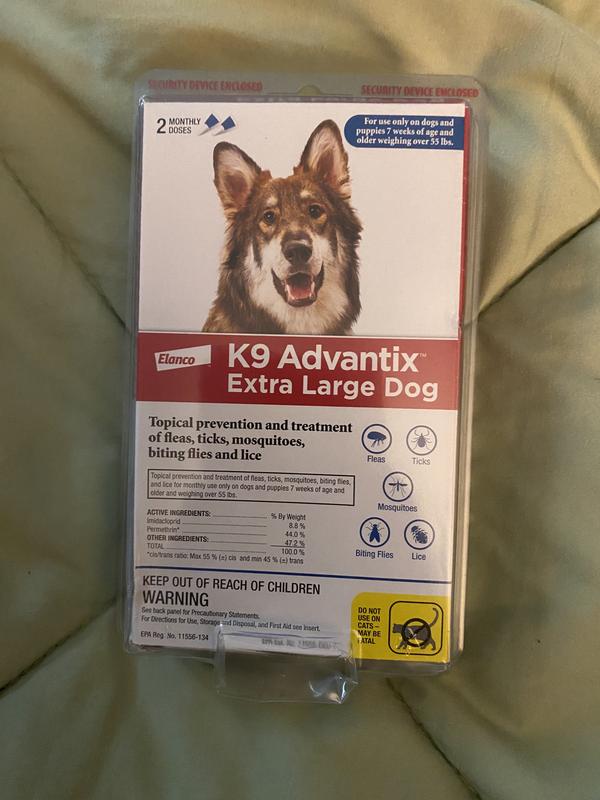 SECURITY DEVICE ENCLOSED
SECURITY DEVICE ENCLOSED
2 MONTHLY DOSES
For use only on dogs and
puppies 7 weeks of age and
older weighing over 55 lbs.
Elanco
K9 Advantix™
Extra Large Dog
Topical prevention and treatment
of fleas, ticks, mosquitoes,
biting flies and lice
Fleas
Ticks
Mosquitoes
Biting Flies
Lice
Topical prevention and treatment of fleas, ticks, mosquitoes, biting flies,
and lice for monthly use only on dogs and puppies 7 weeks of age and
older and weighing over 55 lbs.
ACTIVE INGREDIENTS: % By Weight
Imidacloprid 8.8 %
Permethrin* 44.0 %
OTHER INGREDIENTS: 47.2 %
TOTAL 100.0 %
*cis/trans ratio: Max 55 % (±) cis and min 45 % (±) trans
KEEP OUT OF REACH OF CHILDREN
WARNING
See back panel for Precautionary Statements.
For Directions for Use, Storage and Disposal, and First Aid see insert.
EPA Reg. No. 11556-134
DO NOT
USE ON
CATS –
MAY BE
FATAL